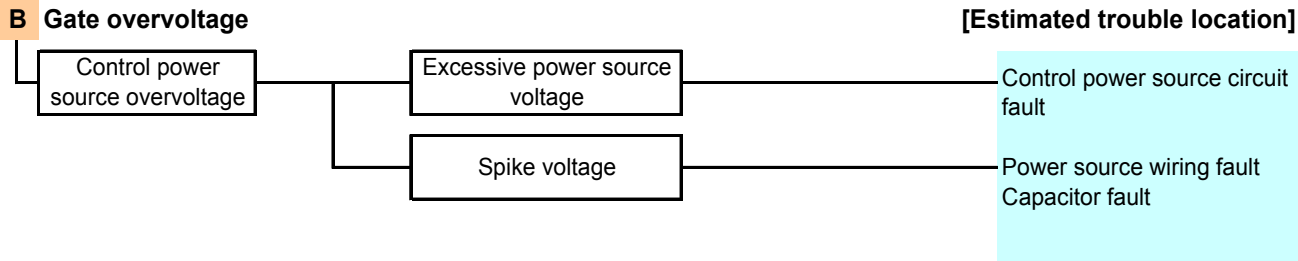 B Gate overvoltage [Estimated trouble location]
Control power
source overvoltage
Excessive power source
voltage
Control power source circuit
fault
Spike voltage
Power source wiring fault
Capacitor fault